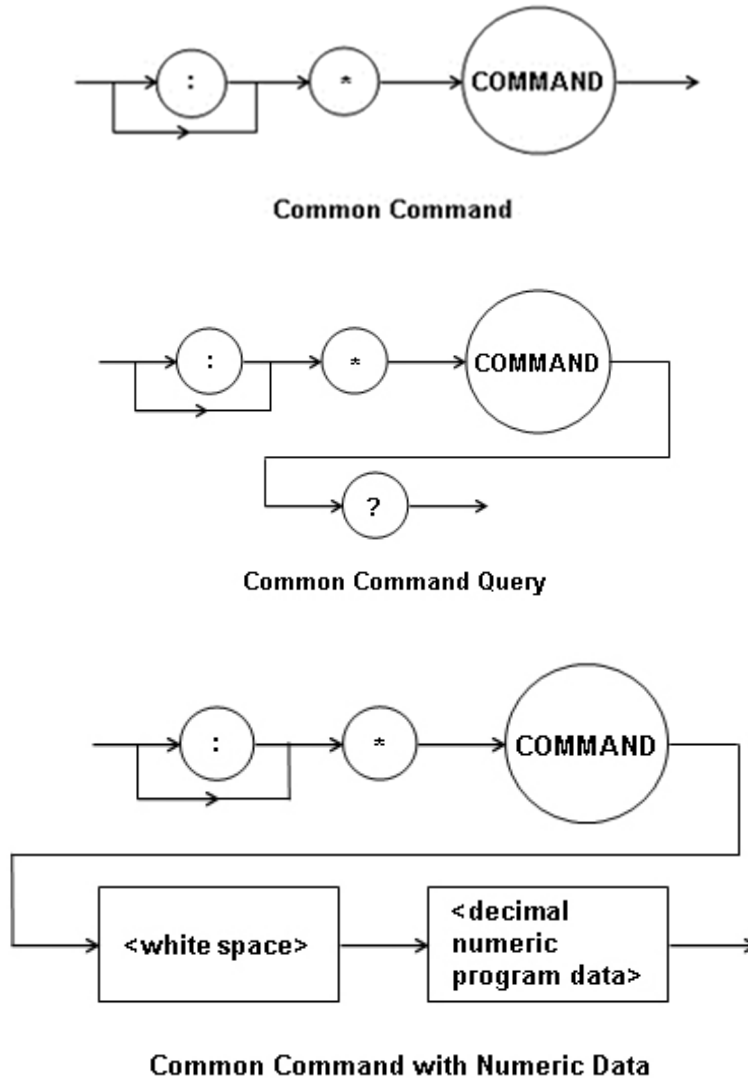 : * COMMAND
Common Command
: * COMMAND
?
Common Command Query
: * COMMAND
<white space> <decimal
numeric
program data>
Common Command with Numeric Data